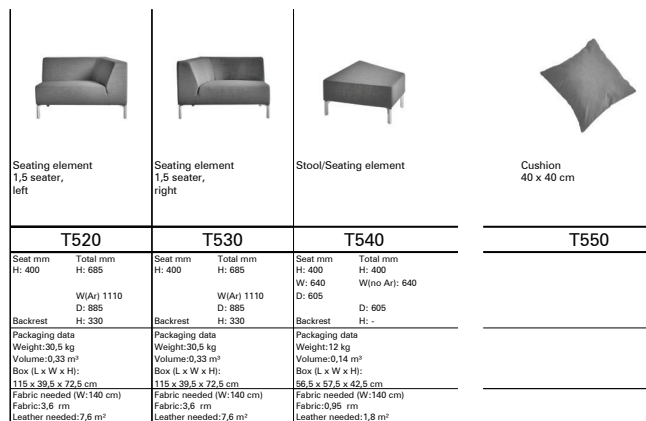 Seating element
1,5 seater,
left
Seating element
1,5 seater,
right
Stool/Seating element
Cushion
40 x 40 cm
T520
T530
T540
T550
Seat mm Total mm
H: 400 H: 685
W(Ar) 1110
D: 885
Backrest H: 330
Seat mm Total mm
H: 400 H: 685
W(Ar) 1110
D: 885
Backrest H: 330
Seat mm Total mm
H: 400 H: 400
W: 640 W(no Ar): 640
D: 605
D: 605
Backrest H: -
Packaging data
Weight:30,5 kg
Volume:0,33 m³
Box (L x W x H):
115 x 39,5 x 72,5 cm
Packaging data
Weight:30,5 kg
Volume:0,33 m³
Box (L x W x H):
115 x 39,5 x 72,5 cm
Packaging data
Weight:12 kg
Volume:0,14 m³
Box (L x W x H):
56,5 x 57,5 x 42,5 cm
Fabric needed (W:140 cm)
Fabric:3,6 rm
Leather needed:7,6 m²
Fabric needed (W:140 cm)
Fabric:3,6 rm
Leather needed:7,6 m²
Fabric needed (W:140 cm)
Fabric:0,95 rm
Leather needed:1,8 m²